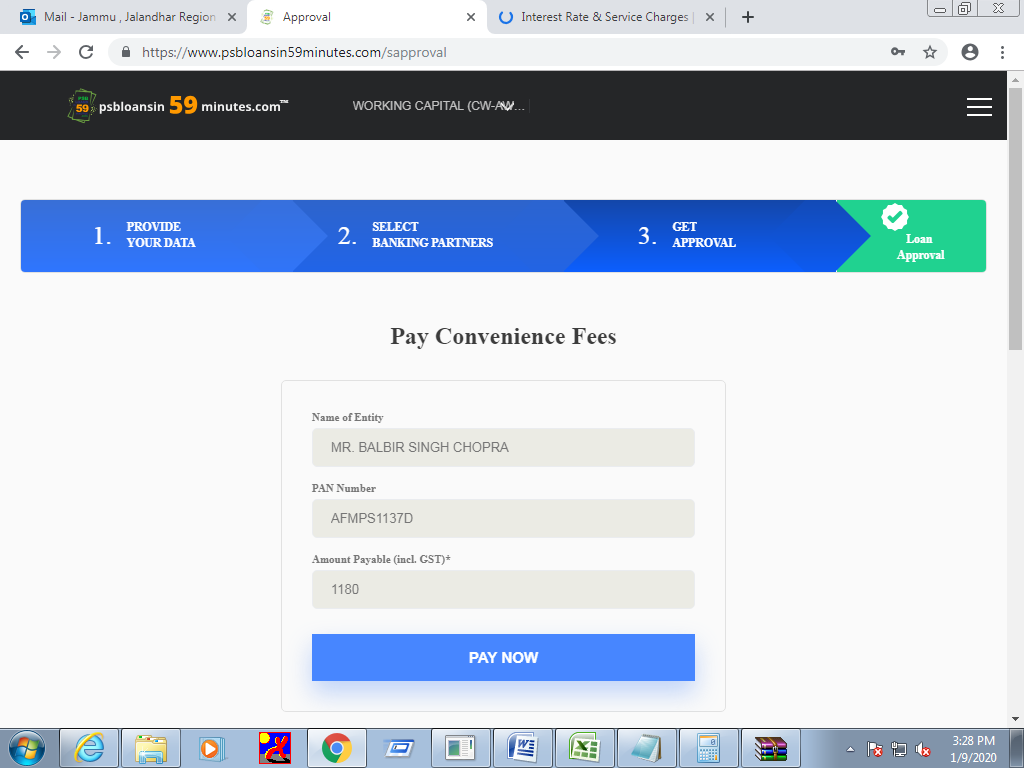 Mail - Jammu , Jalandhar Region
Approval
Interest Rate & Service Charges |
https://www.psbloansin59minutes.com/sapproval
PSB
59
psbloansin 59 minutes.com™
WORKING CAPITAL (CW-AW...
1. PROVIDE
YOUR DATA
2. SELECT
BANKING PARTNERS
3. GET
APPROVAL
Loan
Approval
Pay Convenience Fees
Name of Entity
MR. BALBIR SINGH CHOPRA
PAN Number
AFMPS1137D
Amount Payable (incl. GST)*
1180
PAY NOW
3:28 PM
1/9/2020